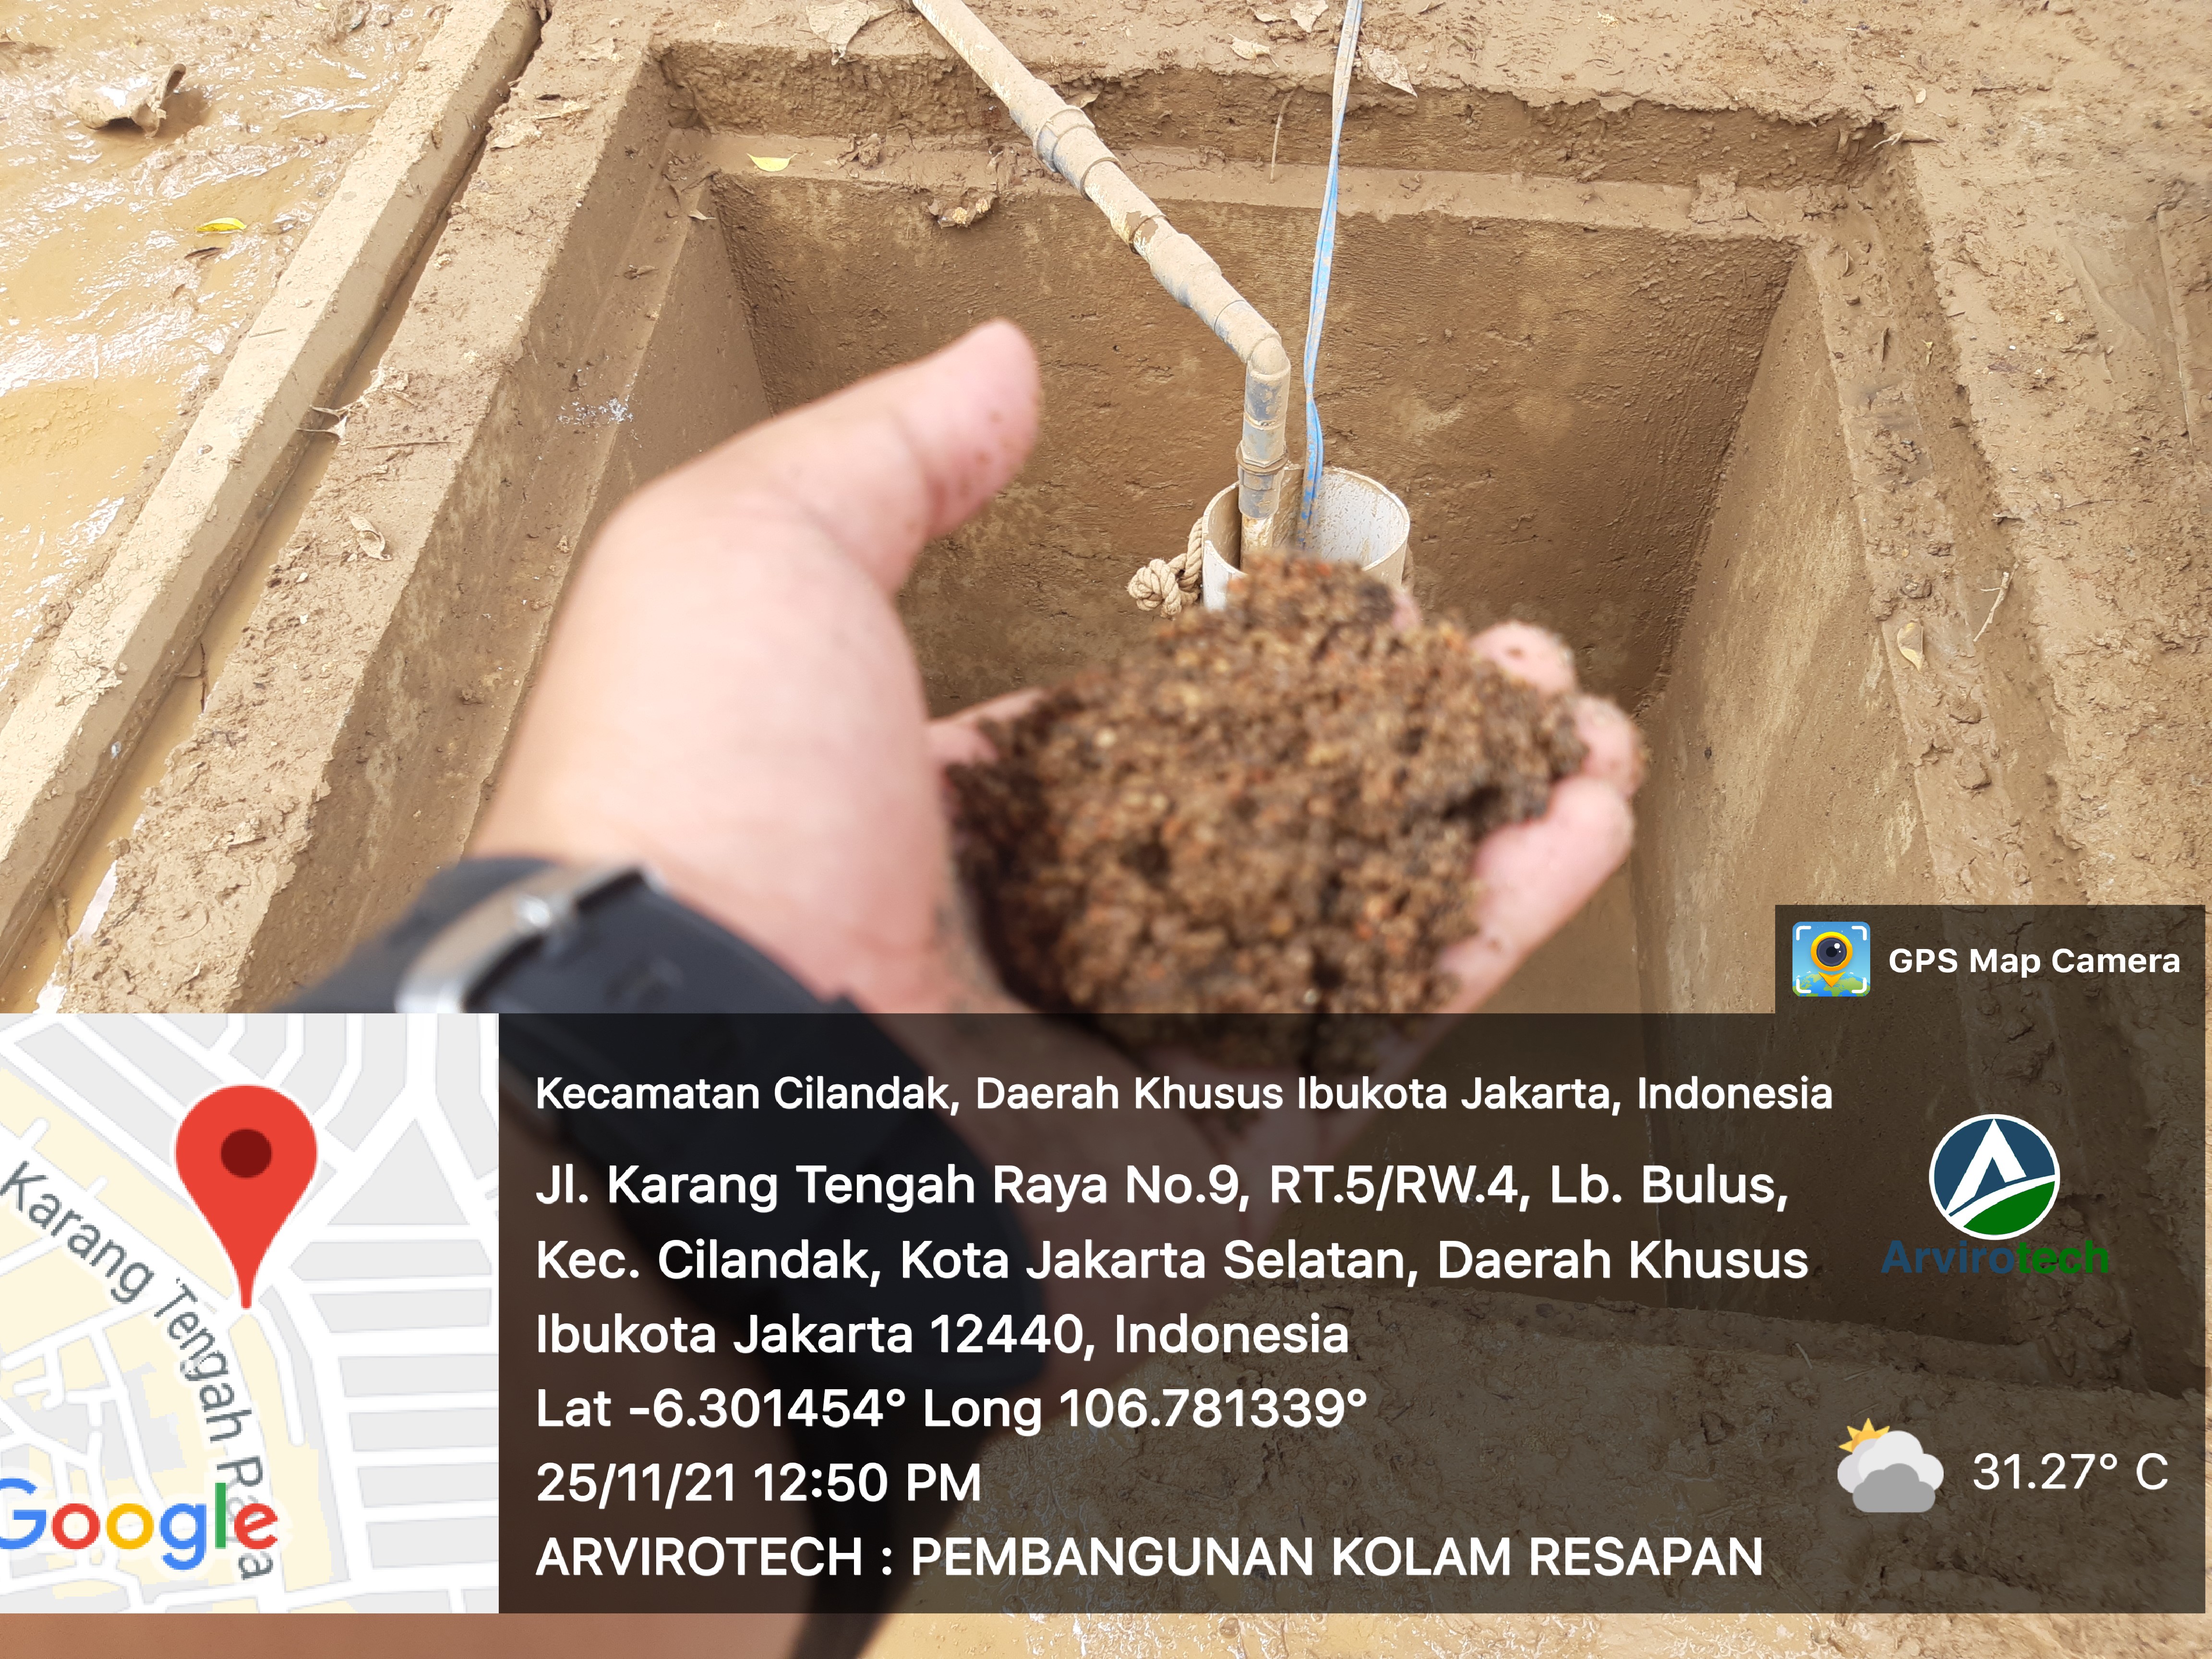 GPS Map Camera
Kecamatan Cilandak, Daerah Khusus Ibukota Jakarta, Indonesia
Jl. Karang Tengah Raya No.9, RT.5/RW.4, Lb. Bulus,
Kec. Cilandak, Kota Jakarta Selatan, Daerah Khusus
Ibukota Jakarta 12440, Indonesia
Lat -6.301454° Long 106.781339°
25/11/21 12:50 PM
ARVIROTECH : PEMBANGUNAN KOLAM RESAPAN
Arvirotech
31.27° C
Karang Tengah Raya
Google